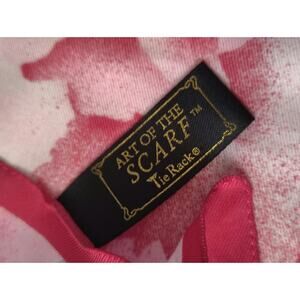 ART OF THE
SCARF™
Tie Rack®